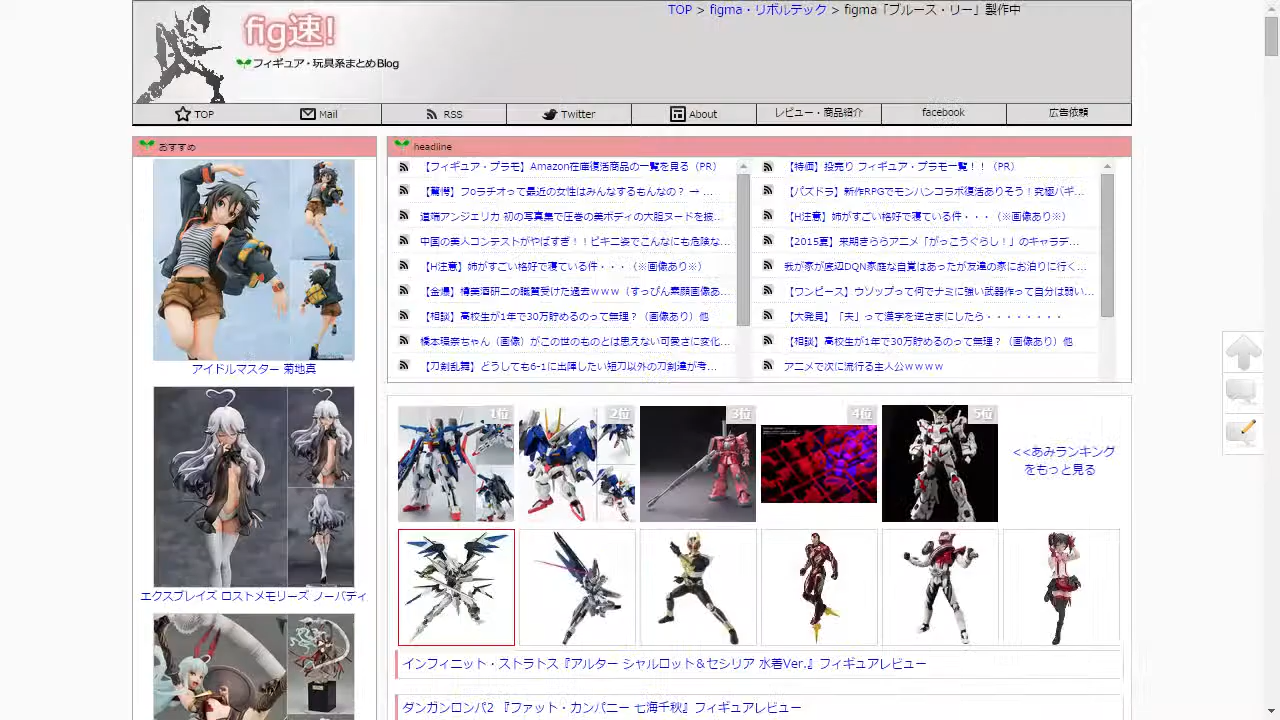 TOP > figma・リボルテック > figma「ブルース・リー」製作中
fig速!
フィギュア・玩具系まとめBlog
TOP
Mail
RSS
Twitter
About
レビュー・商品紹介
facebook
広告依頼
おすすめ
アイドルマスター 菊地真
エクスプレイズ ロストメモリーズ ノーバディ
headline
【フィギュア・プラモ】Amazon在庫復活商品の一覧を見る（PR）
【驚愕】フoラチオって最近の女性はみんなするもんなの？ → ...
道端アンジェリカ 初の写真集で圧巻の美ボディの大胆ヌードを披...
中国の美人コンテストがやばすぎ！！ビキニ姿でこんなにも危険な...
【H注意】姉がすごい格好で寝ている件・・・（※画像あり※）
【金爆】樽美酒研二の職質受けた過去ｗｗｗ（すっぴん素顔画像あ...
【相談】高校生が1年で30万貯めるのって無理？（画像あり）他
橋本環奈ちゃん（画像）がこの世のものとは思えない可愛さに変化...
【刀剣乱舞】どうしても6-1に出陣したい短刀以外の刀剣達が考...
【特価】投売り フィギュア・プラモ一覧！！（PR）
【パズドラ】新作RPGでモンハンコラボ復活ありそう！究極バギ...
【H注意】姉がすごい格好で寝ている件・・・（※画像あり※）
【2015夏】来期きららアニメ「がっこうぐらし！」のキャラデ...
我が家が底辺DQN家庭な自覚はあったが友達の家にお泊りに行く...
【ワンピース】ウソップって何でナミに強い武器作って自分は弱い...
【大発見】「夫」って漢字を逆さまにしたら・・・・・・・・
【相談】高校生が1年で30万貯めるのって無理？（画像あり）他
アニメで次に流行る主人公ｗｗｗｗ
1位
2位
3位
4位
5位
<<あみランキング
をもっと見る
インフィニット・ストラトス『アルター シャルロット＆セシリア 水着Ver.』フィギュアレビュー
ダンガンロンパ2 『ファット・カンパニー 七海千秋』フィギュアレビュー